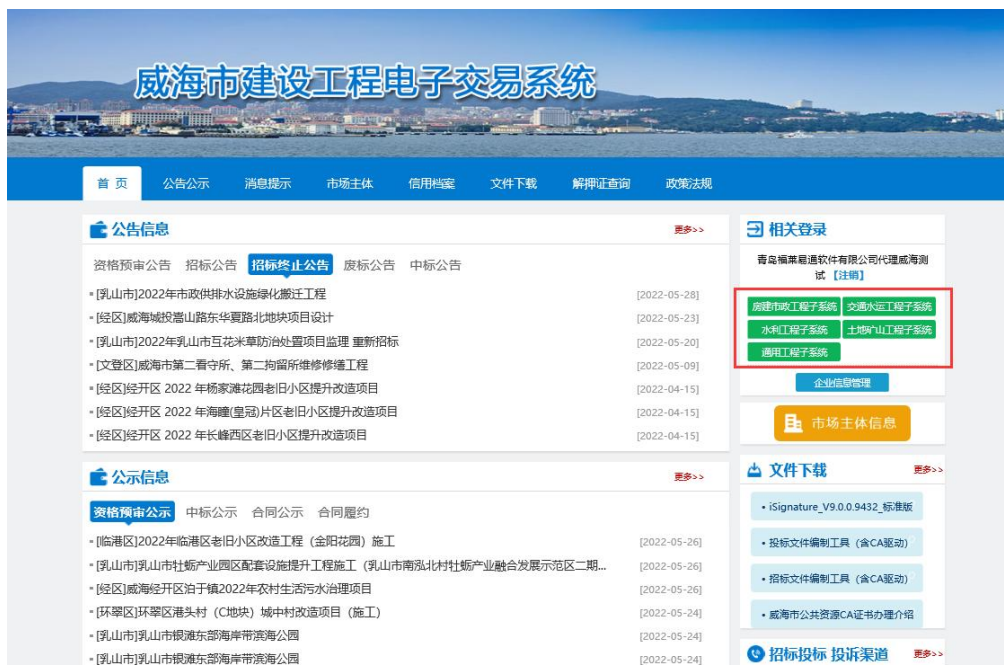 威海市建设工程电子交易系统
首 页 公告公示 消息提示 市场主体 信用档案 文件下载 解押证查询 政策法规
公告信息 更多>>
资格预审公告 招标公告 招标终止公告 废标公告 中标公告
[乳山市]2022年市政供排水设施绿化搬迁工程 [2022-05-28]
[经区]威海城投嵩山路东华夏路北地块项目设计 [2022-05-23]
[乳山市]2022年乳山市互花米草防治处置项目监理 重新招标 [2022-05-20]
[文登区]威海市第二看守所、第二拘留所维修修缮工程 [2022-05-09]
[经区]经开区 2022 年杨家滩花园老旧小区提升改造项目 [2022-04-15]
[经区]经开区 2022 年海瞳(皇冠)片区老旧小区提升改造项目 [2022-04-15]
[经区]经开区 2022 年长峰西区老旧小区提升改造项目 [2022-04-15]
公示信息 更多>>
资格预审公示 中标公示 合同公示 合同履约
[临港区]2022年临港区老旧小区改造工程（金阳花园）施工 [2022-05-26]
[乳山市]乳山市牡蛎产业园区配套设施提升工程施工（乳山市南泓北村牡蛎产业融合发展示范区二期... [2022-05-26]
[经区]威海经开区泊于镇2022年农村生活污水治理项目 [2022-05-26]
[环翠区]环翠区港头村（C地块）城中村改造项目（施工） [2022-05-24]
[乳山市]乳山市银滩东部海岸带滨海公园 [2022-05-24]
[乳山市]乳山市银滩东部海岸带滨海公园 [2022-05-24]
相关登录
青岛福莱易通软件有限公司代理威海测
试 【注销】
房建市政工程子系统 交通水运工程子系统
水利工程子系统 土地矿山工程子系统
通用工程子系统
企业信息管理
市场主体信息
文件下载 更多>>
iSignature_V9.0.0.9432_标准版
投标文件编制工具（含CA驱动）
招标文件编制工具（含CA驱动）
威海市公共资源CA证书办理介绍
招标投标 投诉渠道 更多>>